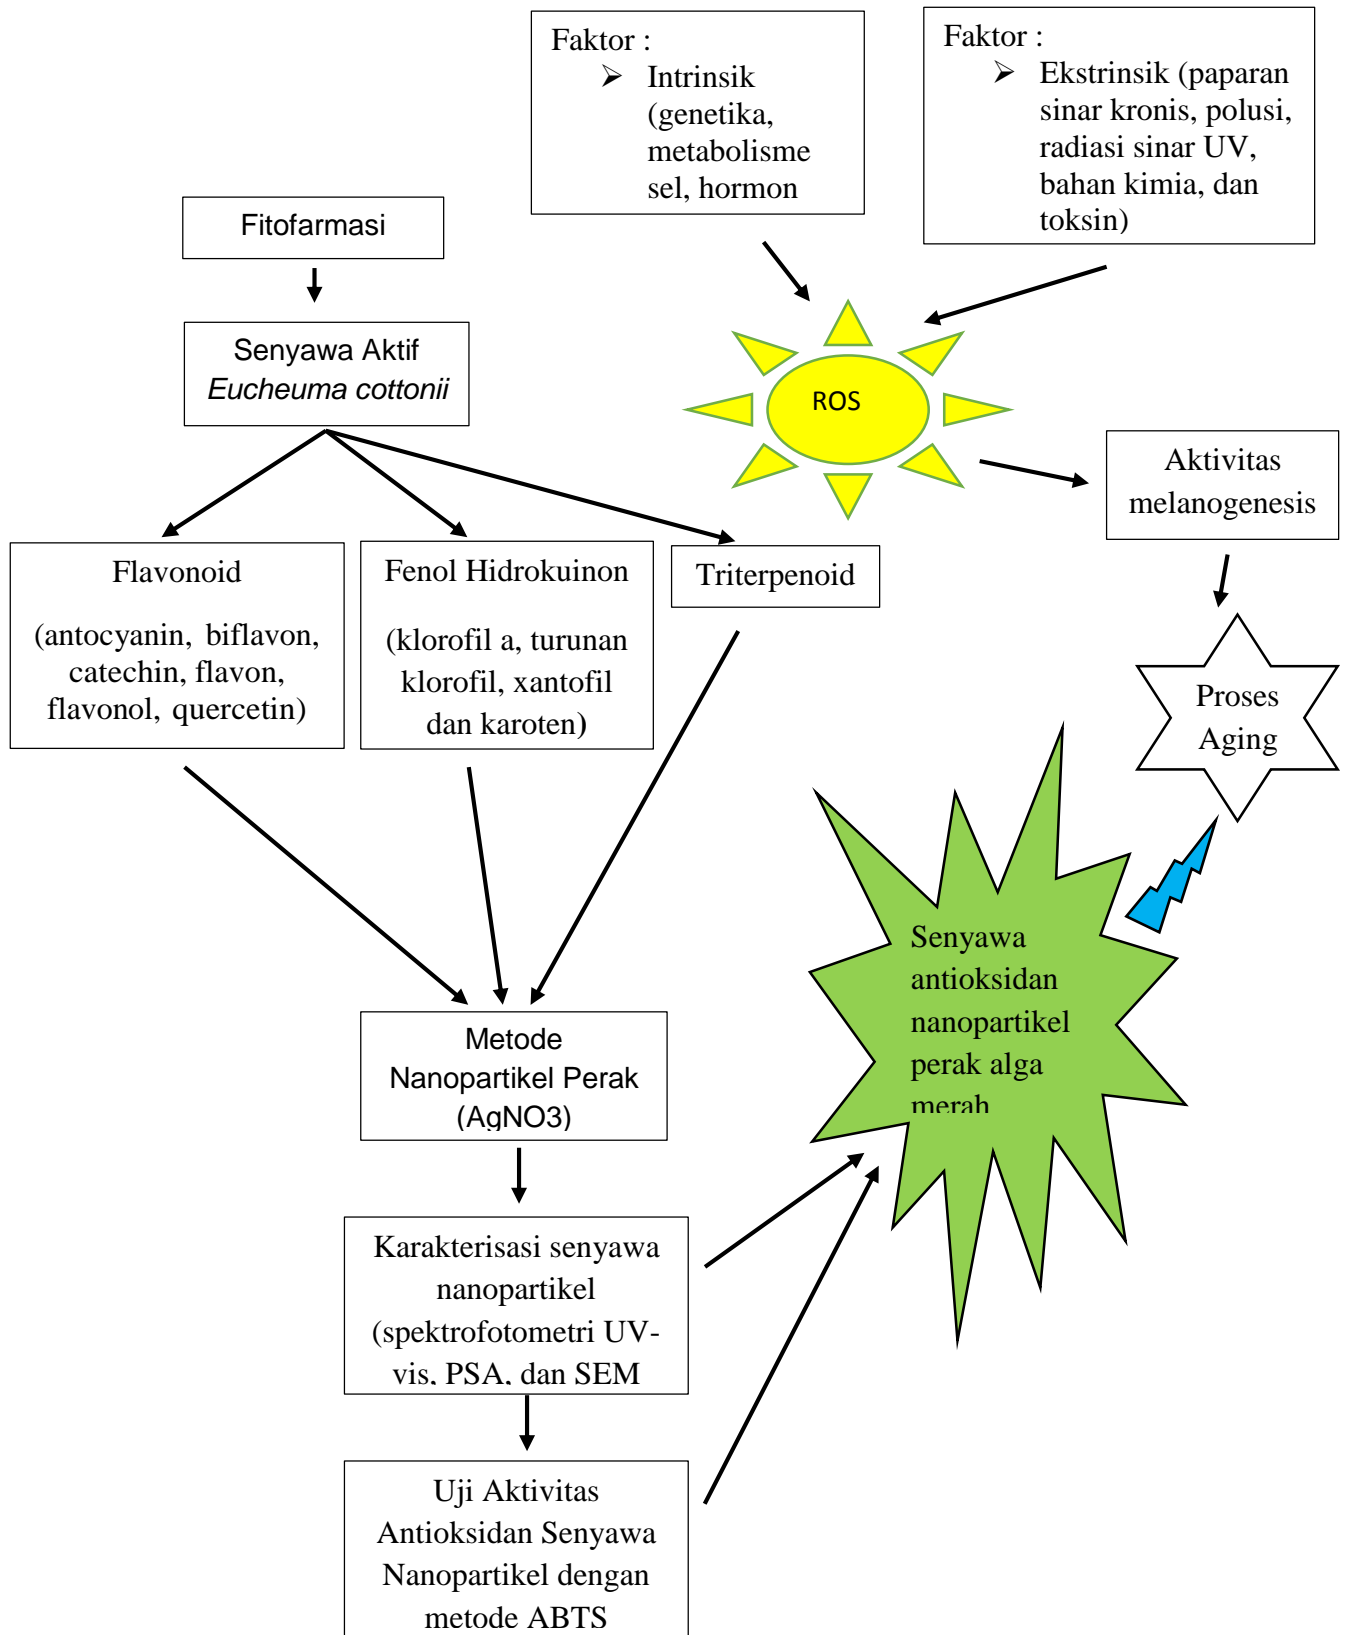 Faktor :
➢ Intrinsik
(genetika,
metabolisme
sel, hormon
Faktor :
➢ Ekstrinsik (paparan
sinar kronis, polusi,
radiasi sinar UV,
bahan kimia, dan
toksin)
Fitofarmasi
Senyawa Aktif
Eucheuma cottonii
ROS
Aktivitas
melanogenesis
Flavonoid
(antocyanin, biflavon,
catechin, flavon,
flavonol, quercetin)
Fenol Hidrokuinon
(klorofil a, turunan
klorofil, xantofil
dan karoten)
Triterpenoid
Proses
Aging
Senyawa
antioksidan
nanopartikel
perak alga
merah
Metode
Nanopartikel Perak
(AgNO3)
Karakterisasi senyawa
nanopartikel
(spektrofotometri UV-
vis, PSA, dan SEM
Uji Aktivitas
Antioksidan Senyawa
Nanopartikel dengan
metode ABTS